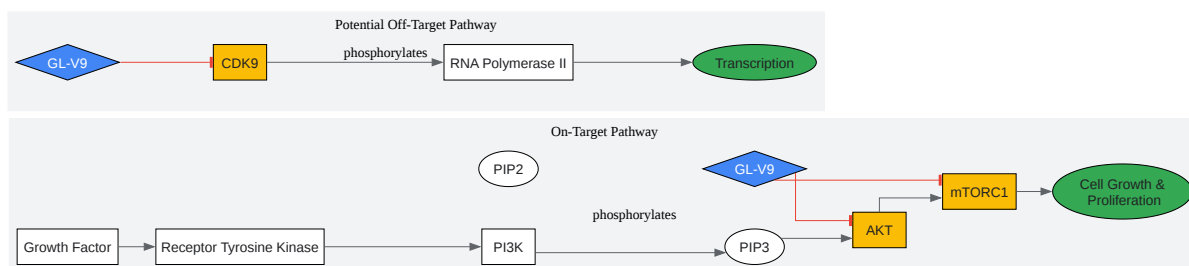 Potential Off-Target Pathway
GL-V9
CDK9
phosphorylates
RNA Polymerase II
Transcription
On-Target Pathway
PIP2
GL-V9
mTORC1
Cell Growth &
Proliferation
phosphorylates
AKT
Growth Factor
Receptor Tyrosine Kinase
PI3K
PIP3